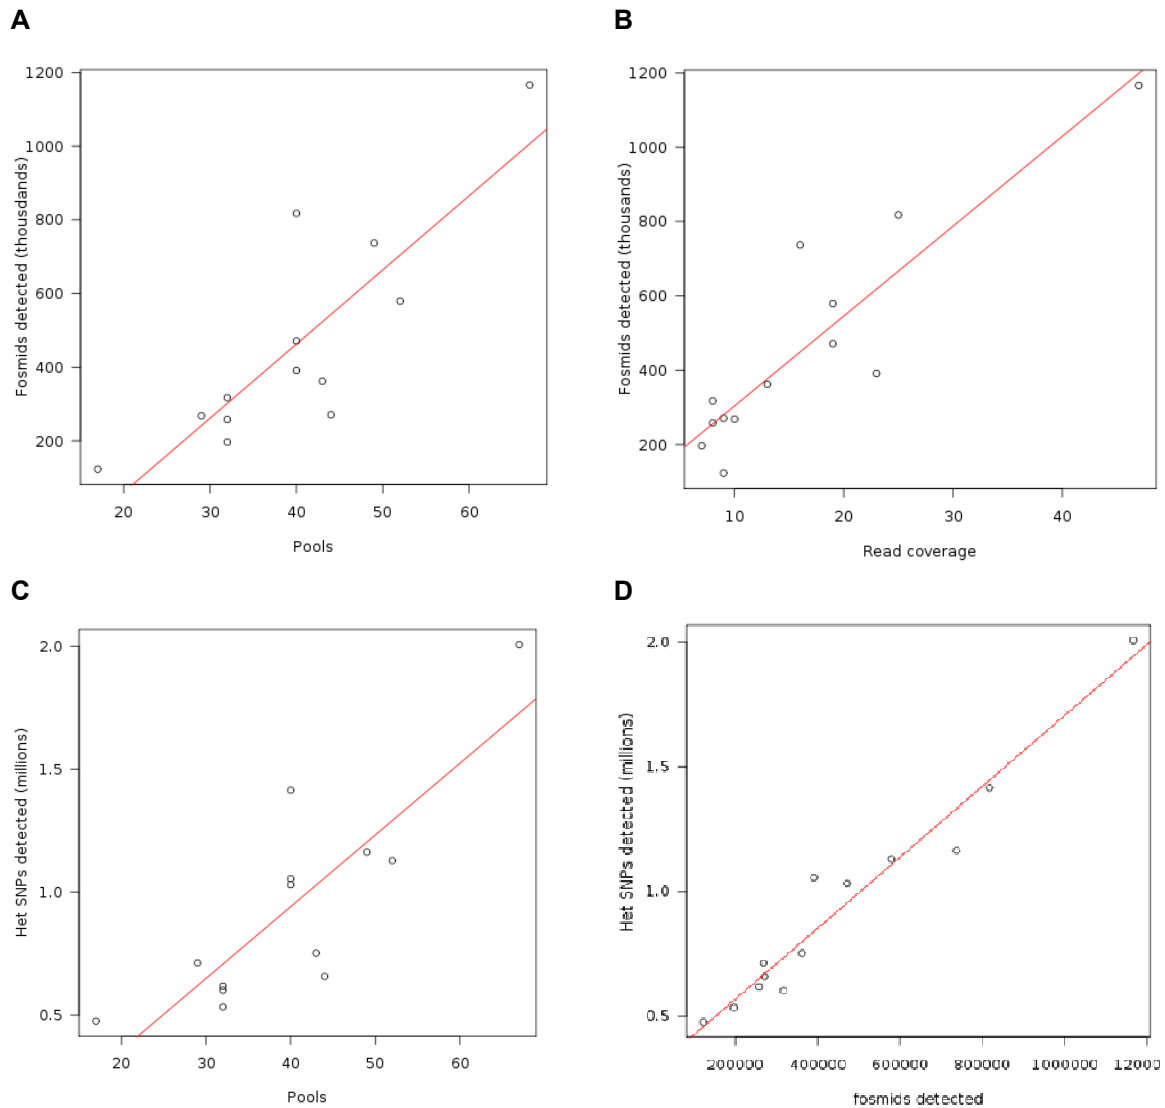 A
B
1200
1000
800
600
400
200
Fosmids detected (thousdands)
20 30 40 50 60
Pools
1200
1000
800
600
400
200
Fosmids detected (thousands)
10 20 30 40
Read coverage
C
D
2.0
1.5
1.0
0.5
Het SNPs detected (millions)
20 30 40 50 60
Pools
2.0
1.5
1.0
0.5
Het SNPs detected (millions)
200000 400000 600000 800000 1000000 12000
fosmids detected